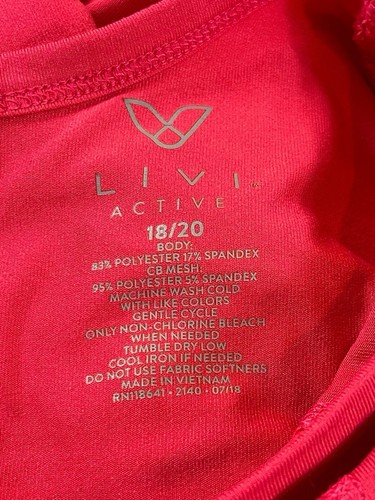 LIVI
ACTIVE
18/20
BODY:
83% POLYESTER 17% SPANDEX
CB MESH:
95% POLYESTER 5% SPANDEX
MACHINE WASH COLD
WITH LIKE COLORS
GENTLE CYCLE
ONLY NON-CHLORINE BLEACH
WHEN NEEDED
TUMBLE DRY LOW
COOL IRON IF NEEDED
DO NOT USE FABRIC SOFTNERS
MADE IN VIETNAM
RN118641 • 2140 • 07/18